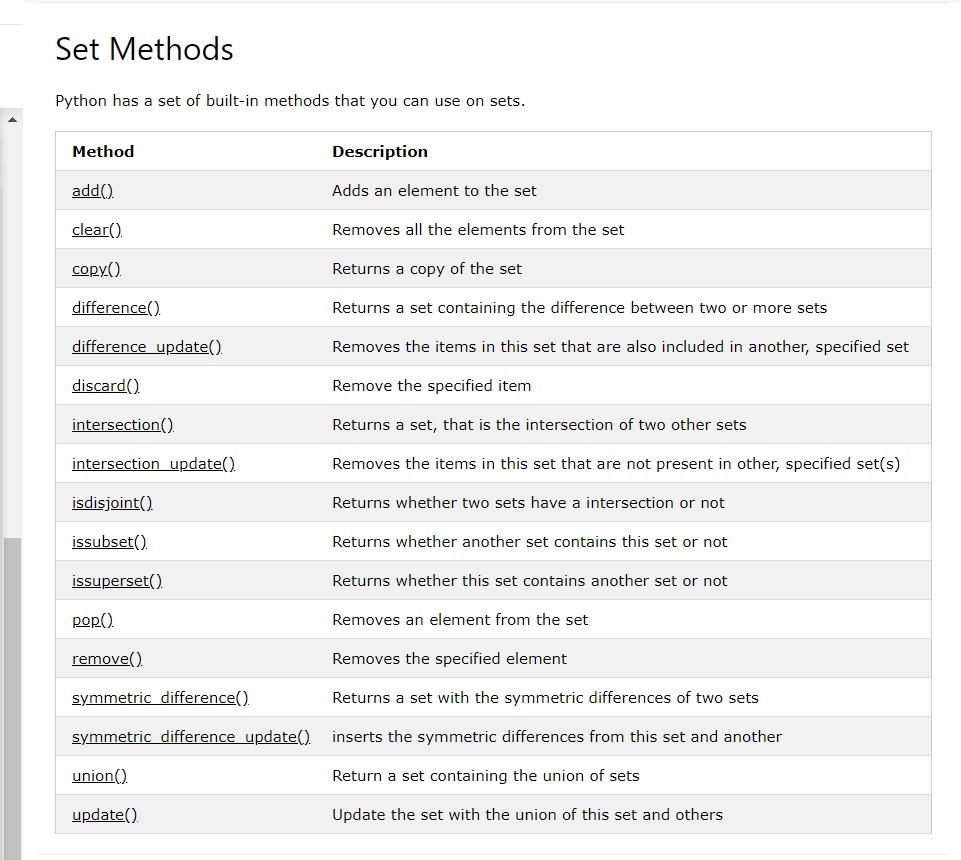 Set Methods
Python has a set of built-in methods that you can use on sets.
Method Description
add() Adds an element to the set
clear() Removes all the elements from the set
copy() Returns a copy of the set
difference() Returns a set containing the difference between two or more sets
difference_update() Removes the items in this set that are also included in another, specified set
discard() Remove the specified item
intersection() Returns a set, that is the intersection of two other sets
intersection_update() Removes the items in this set that are not present in other, specified set(s)
isdisjoint() Returns whether two sets have a intersection or not
issubset() Returns whether another set contains this set or not
issuperset() Returns whether this set contains another set or not
pop() Removes an element from the set
remove() Removes the specified element
symmetric_difference() Returns a set with the symmetric differences of two sets
symmetric_difference_update() inserts the symmetric differences from this set and another
union() Return a set containing the union of sets
update() Update the set with the union of this set and others